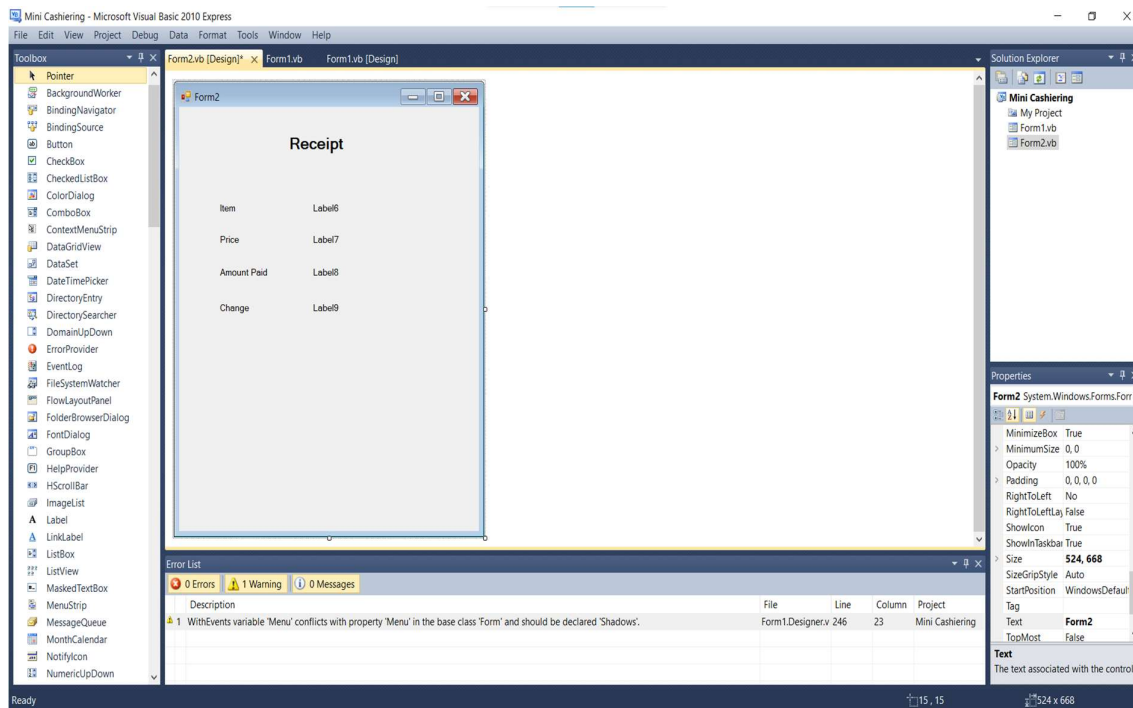 Mini Cashiering - Microsoft Visual Basic 2010 Express
File Edit View Project Debug Data Format Tools Window Help
Toolbox
Pointer
BackgroundWorker
BindingNavigator
BindingSource
Button
CheckBox
CheckedListBox
ColorDialog
ComboBox
ContextMenuStrip
DataGridView
DataSet
DateTimePicker
DirectoryEntry
DirectorySearcher
DomainUpDown
ErrorProvider
EventLog
FileSystemWatcher
FlowLayoutPanel
FolderBrowserDialog
FontDialog
GroupBox
HelpProvider
HScrollBar
ImageList
Label
LinkLabel
ListBox
ListView
MaskedTextBox
MenuStrip
MessageQueue
MonthCalendar
NotifyIcon
NumericUpDown
Form2.vb [Design]* Form1.vb Form1.vb [Design]
Form2
Receipt
Item Label6
Price Label7
Amount Paid Label8
Change Label9
Error List
0 Errors 1 Warning 0 Messages
Description File Line Column Project
1 WithEvents variable 'Menu' conflicts with property 'Menu' in the base class 'Form' and should be declared 'Shadows'. Form1.Designer.v 246 23 Mini Cashiering
Solution Explorer
Mini Cashiering
My Project
Form1.vb
Form2.vb
Properties
Form2 System.Windows.Forms.Forr
MinimizeBox True
MinimumSize 0, 0
Opacity 100%
Padding 0, 0, 0, 0
RightToLeft No
RightToLeftLay False
ShowIcon True
ShowInTaskbar True
Size 524, 668
SizeGripStyle Auto
StartPosition WindowsDefault
Tag
Text Form2
TopMost False
Text
The text associated with the control
Ready 15 , 15 524 x 668